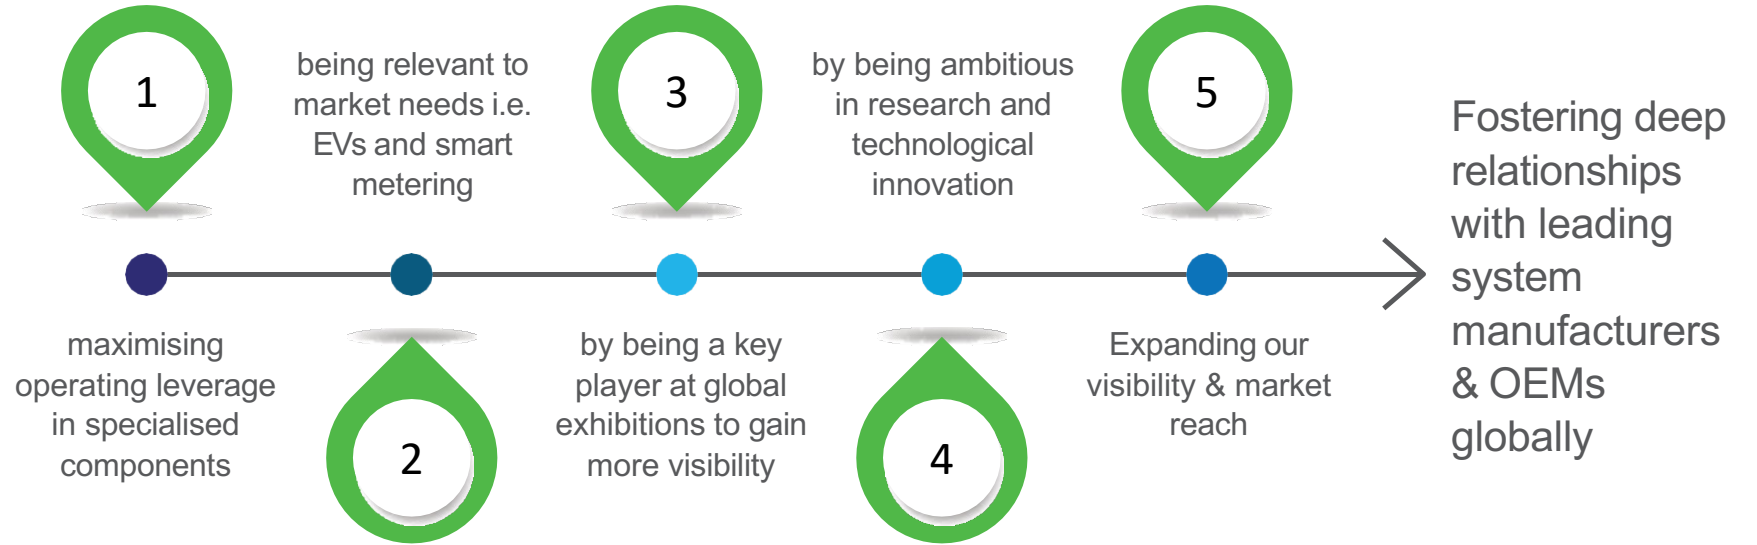 1
maximising
operating leverage
in specialised
components
being relevant to
market needs i.e.
EVs and smart
metering
2
3
by being a key
player at global
exhibitions to gain
more visibility
by being ambitious
in research and
technological
innovation
4
5
Expanding our
visibility & market
reach
Fostering deep
relationships
with leading
system
manufacturers
& OEMs
globally